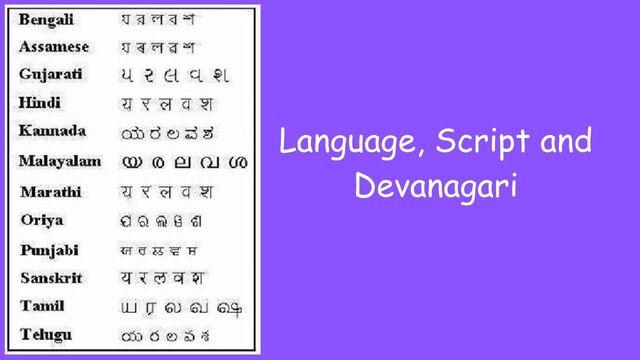 Bengali য র ল ৱ শ
Assamese য ৰ ল ৱ শ
Gujarati ય ર લ વ શ
Hindi य र ल व श
Kannada ಯ ರ ಲ ವ ಶ
Malayalam യ ര ല വ ശ
Marathi य र ल व श
Oriya ଯ ର ଲ ୱ ଶ
Punjabi ਯ ਰ ਲ ਵ ਸ
Sanskrit य र ल व श
Tamil ய ர ல வ ஷ
Telugu య ర ల వ శ
Language, Script and
Devanagari